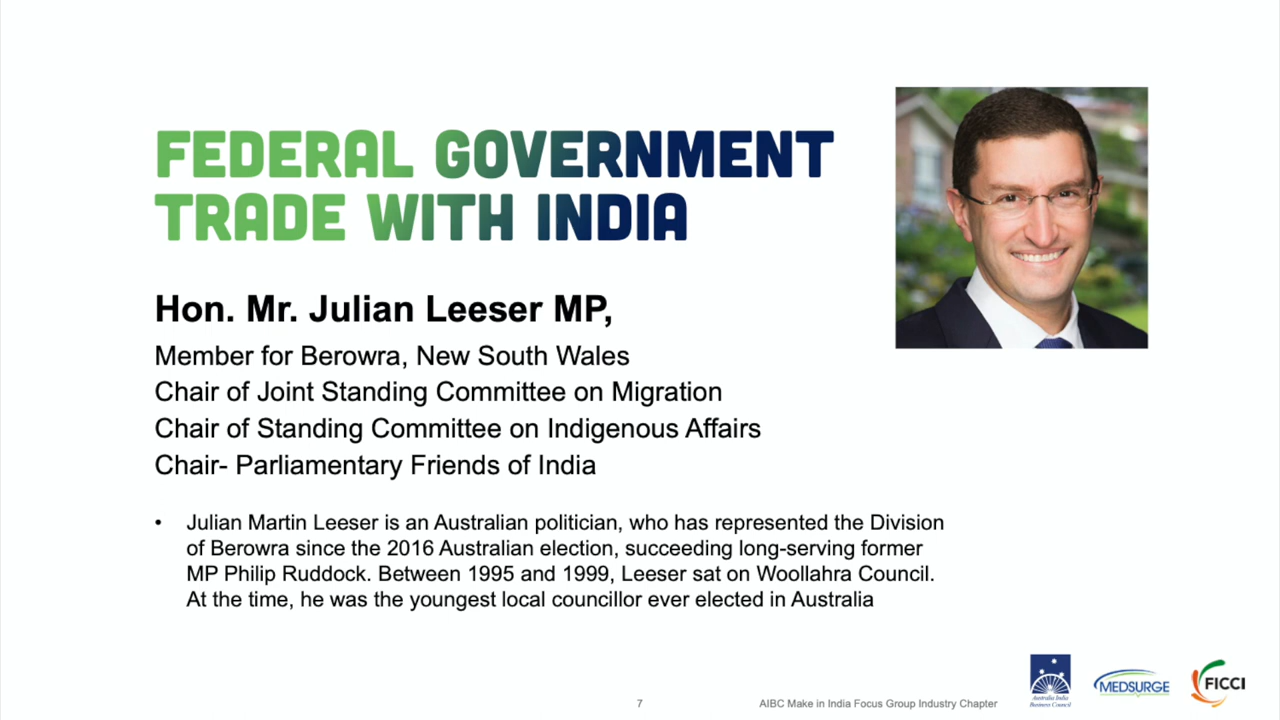 FEDERAL GOVERNMENT
TRADE WITH INDIA
Hon. Mr. Julian Leeser MP,
Member for Berowra, New South Wales
Chair of Joint Standing Committee on Migration
Chair of Standing Committee on Indigenous Affairs
Chair- Parliamentary Friends of India
• Julian Martin Leeser is an Australian politician, who has represented the Division
of Berowra since the 2016 Australian election, succeeding long-serving former
MP Philip Ruddock. Between 1995 and 1999, Leeser sat on Woollahra Council.
At the time, he was the youngest local councillor ever elected in Australia
7
AIBC Make in India Focus Group Industry Chapter
Australia India
Business Council
MEDSURGE
FICCI